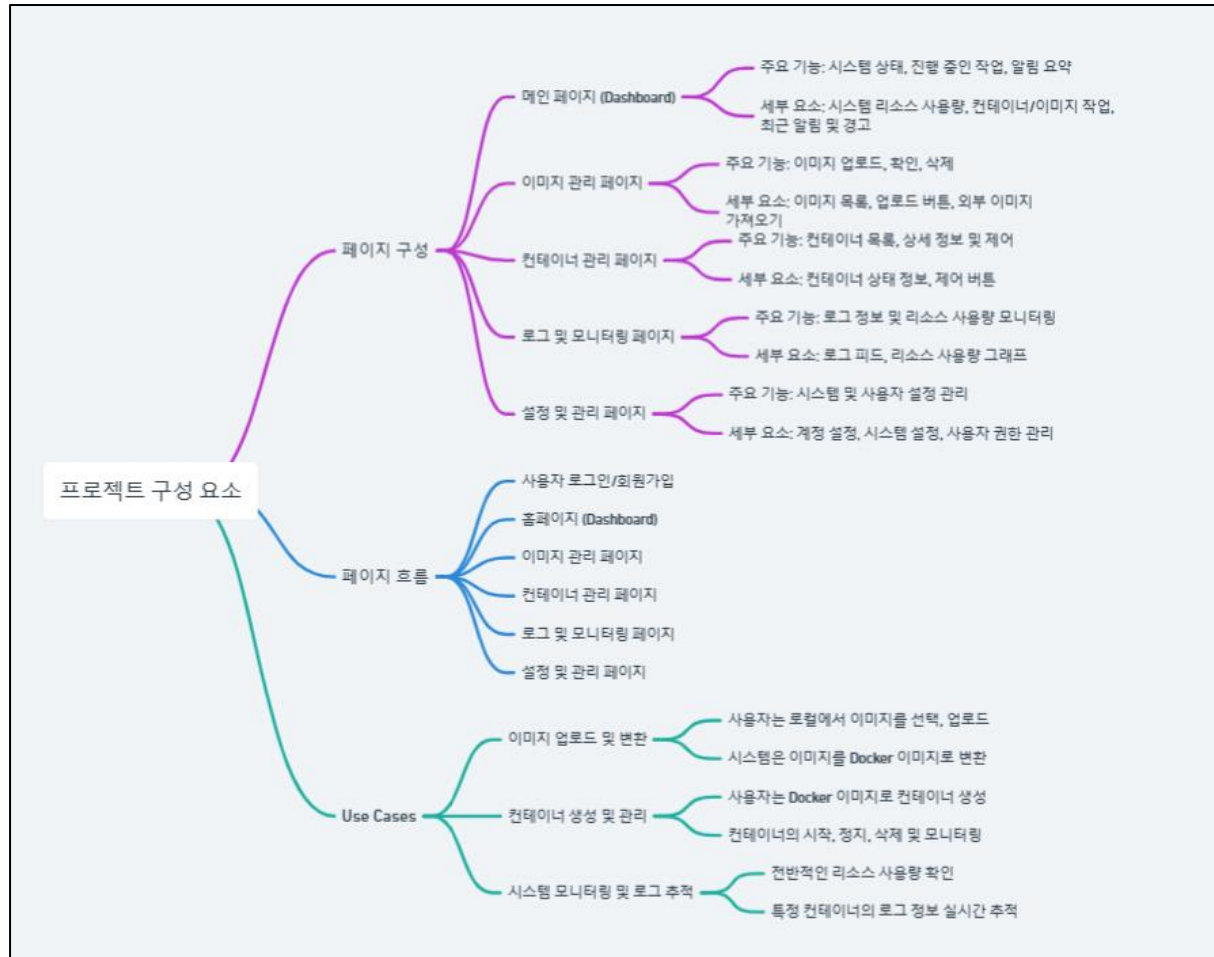 프로젝트 구성 요소
페이지 구성
메인 페이지 (Dashboard)
주요 기능: 시스템 상태, 진행 중인 작업, 알림 요약
세부 요소: 시스템 리소스 사용량, 컨테이너/이미지 작업,
최근 알림 및 경고
이미지 관리 페이지
주요 기능: 이미지 업로드, 확인, 삭제
세부 요소: 이미지 목록, 업로드 버튼, 외부 이미지
가져오기
컨테이너 관리 페이지
주요 기능: 컨테이너 목록, 상세 정보 및 제어
세부 요소: 컨테이너 상태 정보, 제어 버튼
로그 및 모니터링 페이지
주요 기능: 로그 정보 및 리소스 사용량 모니터링
세부 요소: 로그 피드, 리소스 사용량 그래프
설정 및 관리 페이지
주요 기능: 시스템 및 사용자 설정 관리
세부 요소: 계정 설정, 시스템 설정, 사용자 권한 관리
페이지 흐름
사용자 로그인/회원가입
홈페이지 (Dashboard)
이미지 관리 페이지
컨테이너 관리 페이지
로그 및 모니터링 페이지
설정 및 관리 페이지
Use Cases
이미지 업로드 및 변환
사용자는 로컬에서 이미지를 선택, 업로드
시스템은 이미지를 Docker 이미지로 변환
컨테이너 생성 및 관리
사용자는 Docker 이미지로 컨테이너 생성
컨테이너의 시작, 정지, 삭제 및 모니터링
시스템 모니터링 및 로그 추적
전반적인 리소스 사용량 확인
특정 컨테이너의 로그 정보 실시간 추적